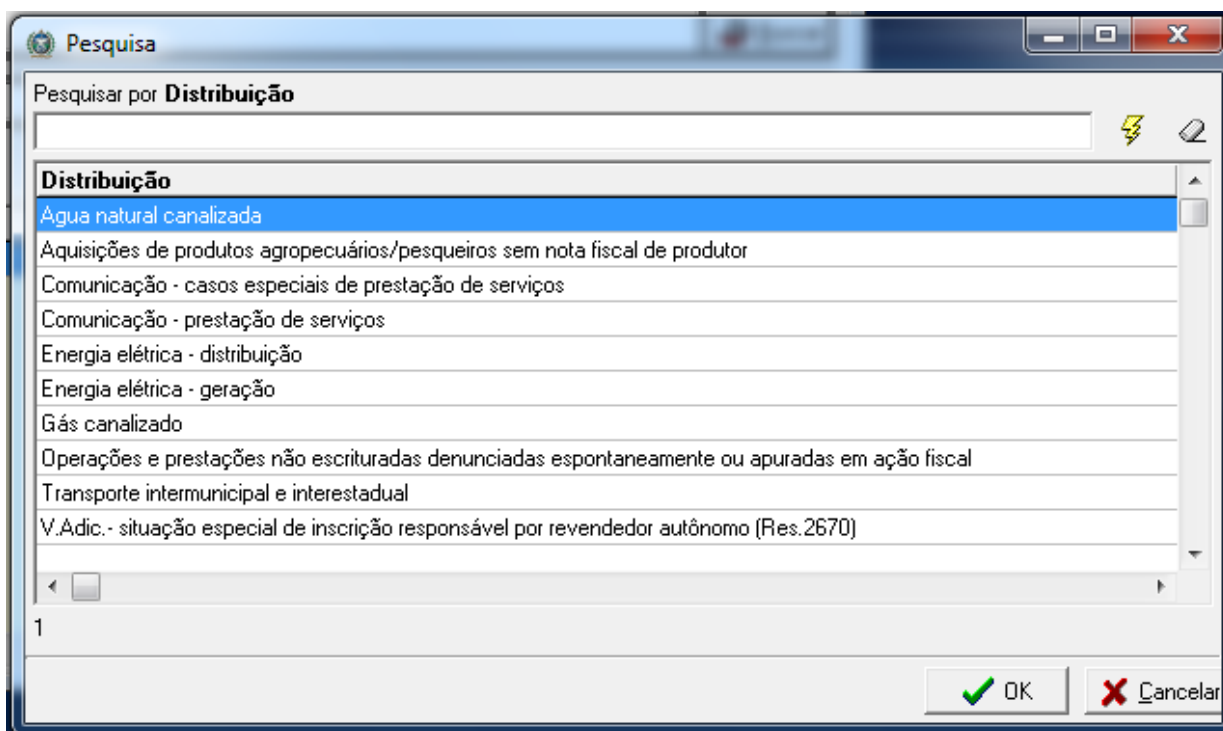 Pesquisa
Pesquisar por Distribuição
Distribuição
Agua natural canalizada
Aquisições de produtos agropecuários/pesqueiros sem nota fiscal de produtor
Comunicação - casos especiais de prestação de serviços
Comunicação - prestação de serviços
Energia elétrica - distribuição
Energia elétrica - geração
Gás canalizado
Operações e prestações não escrituradas denunciadas espontaneamente ou apuradas em ação fiscal
Transporte intermunicipal e interestadual
V.Adic.- situação especial de inscrição responsável por revendedor autônomo (Res.2670)
1
OK Cancelar